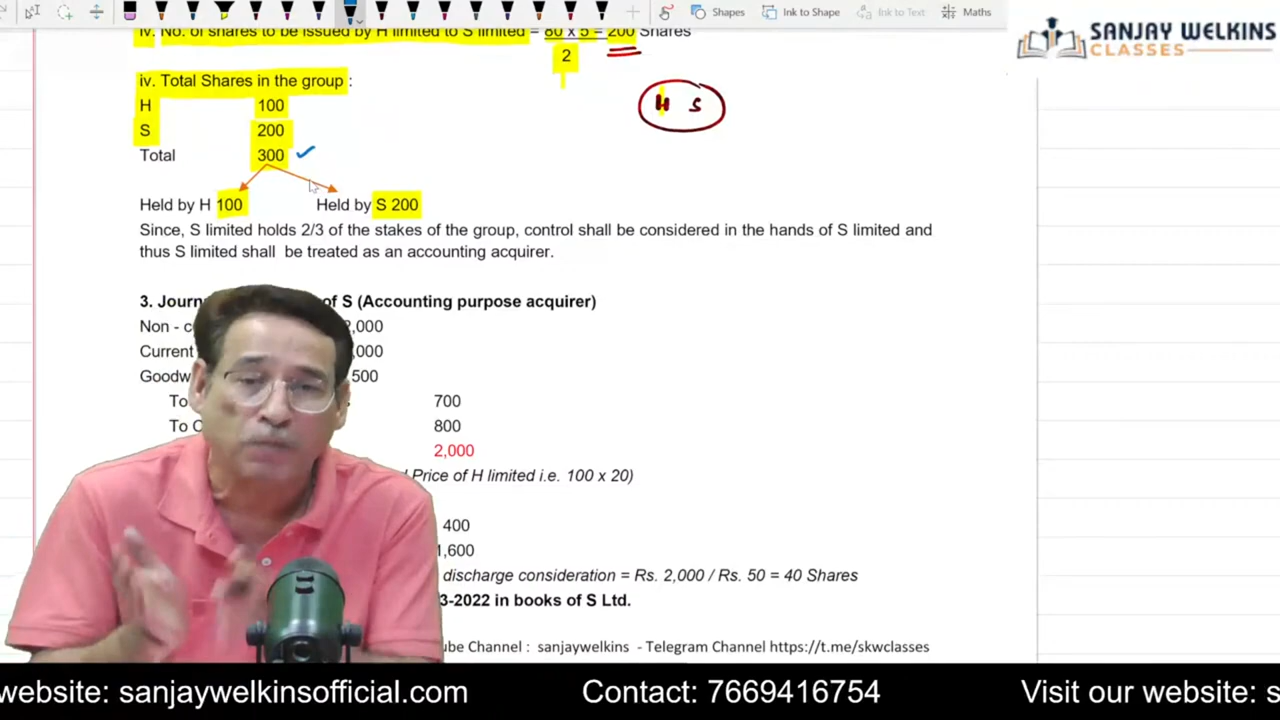 Shapes Ink to Shape Ink to Text Maths
SANJAY WELKINS
CLASSES
iv. No. of shares to be issued by H limited to S limited = 80 x 5 = 200 Shares
2
iv. Total Shares in the group :
H 100
H S
S 200
Total 300
Held by H 100 Held by S 200
Since, S limited holds 2/3 of the stakes of the group, control shall be considered in the hands of S limited and
thus S limited shall be treated as an accounting acquirer.
3. Journ of S (Accounting purpose acquirer)
Non - c ,000
Current ,000
Goodw 500
To 700
To C 800
2,000
Price of H limited i.e. 100 x 20)
400
1,600
discharge consideration = Rs. 2,000 / Rs. 50 = 40 Shares
3-2022 in books of S Ltd.
ube Channel : sanjaywelkins - Telegram Channel https://t.me/skwclasses
website: sanjaywelkinsofficial.com Contact: 7669416754 Visit our website: s